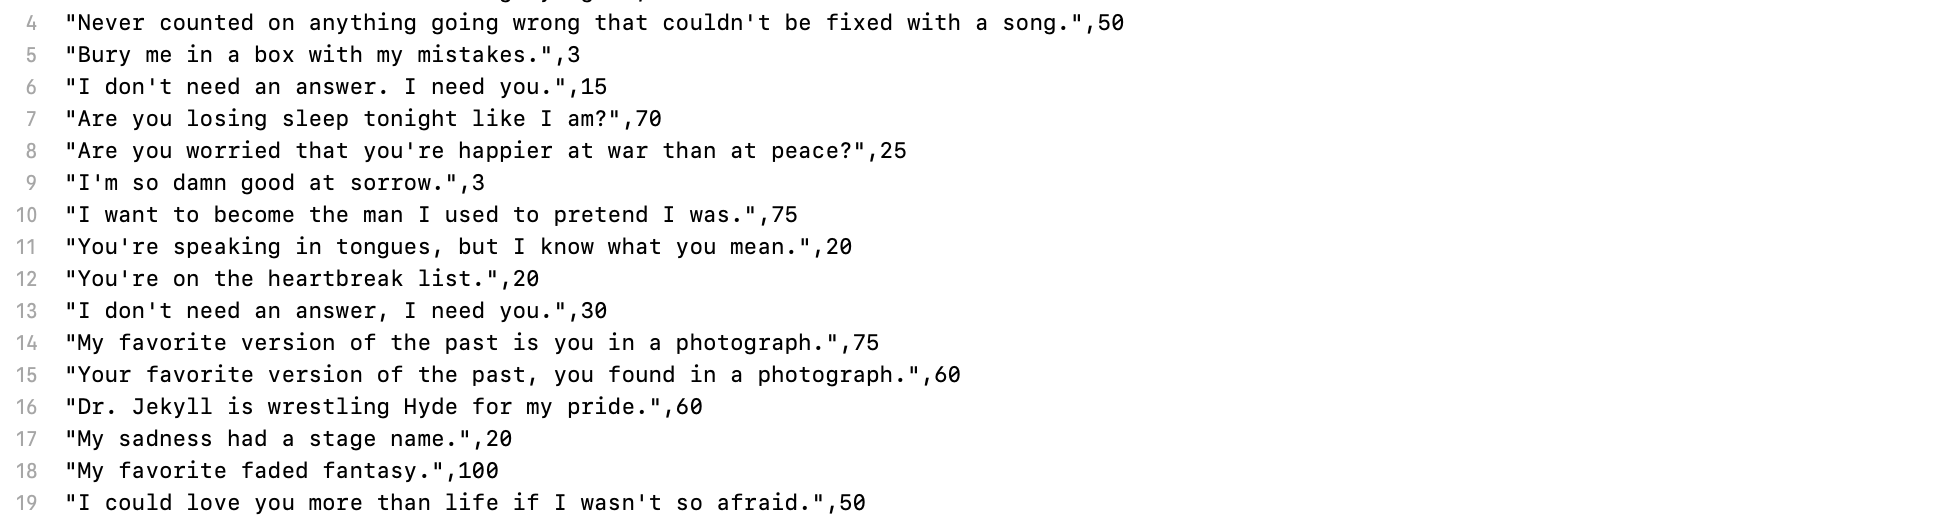 4 "Never counted on anything going wrong that couldn't be fixed with a song.",50
5 "Bury me in a box with my mistakes.",3
6 "I don't need an answer. I need you.",15
7 "Are you losing sleep tonight like I am?",70
8 "Are you worried that you're happier at war than at peace?",25
9 "I'm so damn good at sorrow.",3
10 "I want to become the man I used to pretend I was.",75
11 "You're speaking in tongues, but I know what you mean.",20
12 "You're on the heartbreak list.",20
13 "I don't need an answer, I need you.",30
14 "My favorite version of the past is you in a photograph.",75
15 "Your favorite version of the past, you found in a photograph.",60
16 "Dr. Jekyll is wrestling Hyde for my pride.",60
17 "My sadness had a stage name.",20
18 "My favorite faded fantasy.",100
19 "I could love you more than life if I wasn't so afraid.",50